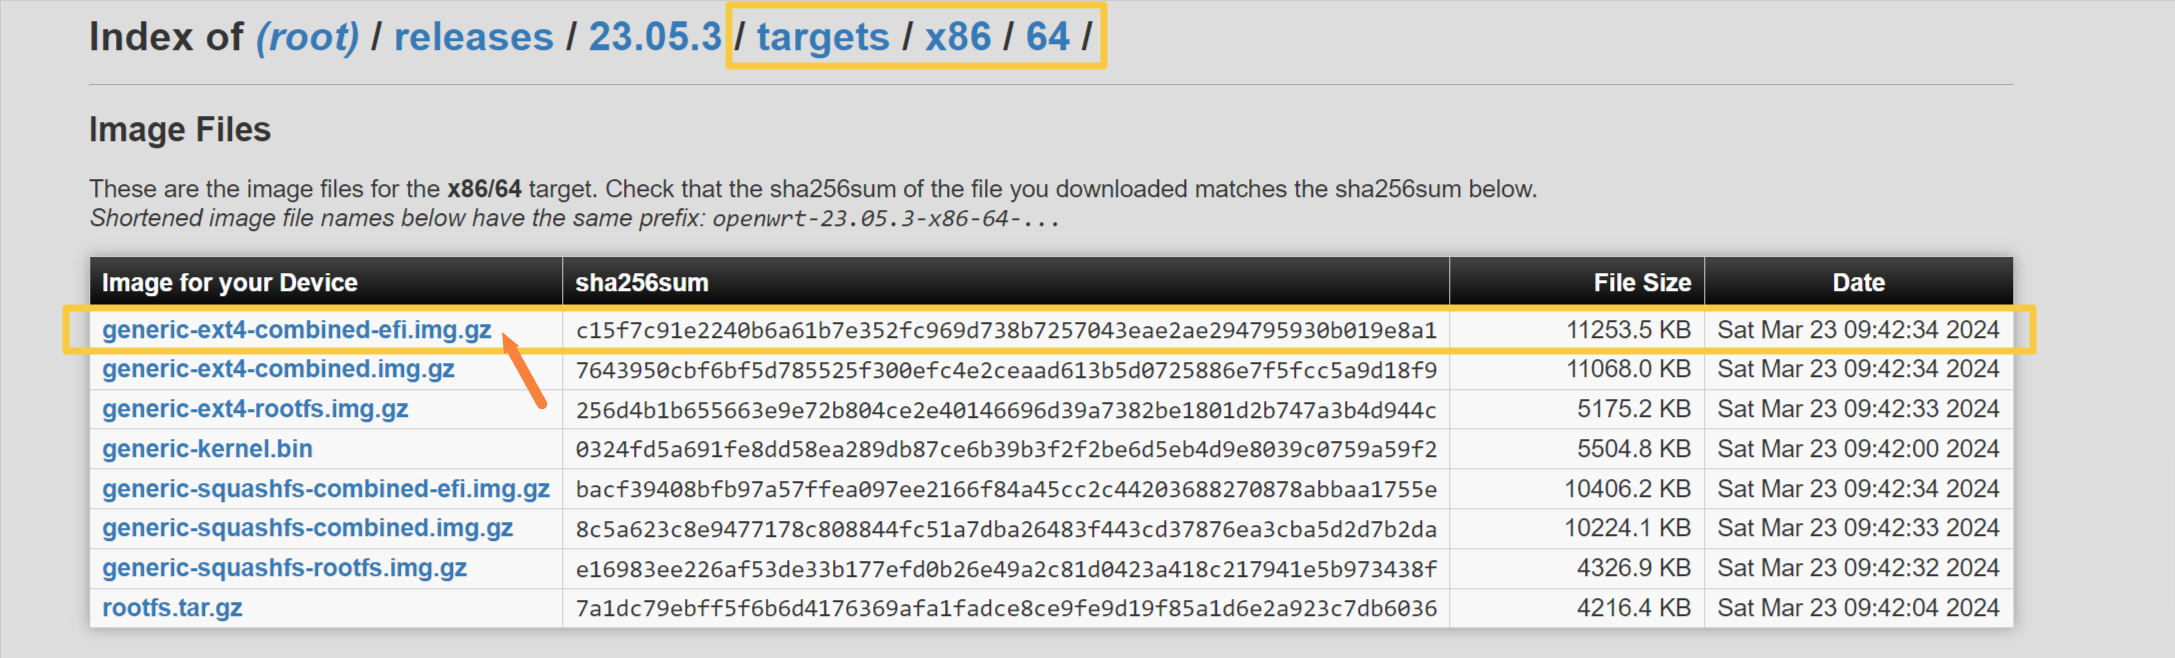 Index of (root) / releases / 23.05.3 / targets / x86 / 64 /
Image Files
These are the image files for the x86/64 target. Check that the sha256sum of the file you downloaded matches the sha256sum below.
Shortened image file names below have the same prefix: openwrt-23.05.3-x86-64-...
Image for your Device sha256sum File Size Date
generic-ext4-combined-efi.img.gz c15f7c91e2240b6a61b7e352fc969d738b7257043eae2ae294795930b019e8a1 11253.5 KB Sat Mar 23 09:42:34 2024
generic-ext4-combined.img.gz 7643950cbf6bf5d785525f300efc4e2ceaad613b5d0725886e7f5fcc5a9d18f9 11068.0 KB Sat Mar 23 09:42:34 2024
generic-ext4-rootfs.img.gz 256d4b1b655663e9e72b804ce2e40146696d39a7382be1801d2b747a3b4d944c 5175.2 KB Sat Mar 23 09:42:33 2024
generic-kernel.bin 0324fd5a691fe8dd58ea289db87ce6b39b3f2f2be6d5eb4d9e8039c0759a59f2 5504.8 KB Sat Mar 23 09:42:00 2024
generic-squashfs-combined-efi.img.gz bacf39408bfb97a57ffea097ee2166f84a45cc2c44203688270878abbaa1755e 10406.2 KB Sat Mar 23 09:42:34 2024
generic-squashfs-combined.img.gz 8c5a623c8e9477178c808844fc51a7dba26483f443cd37876ea3cba5d2d7b2da 10224.1 KB Sat Mar 23 09:42:33 2024
generic-squashfs-rootfs.img.gz e16983ee226af53de33b177efd0b26e49a2c81d0423a418c217941e5b973438f 4326.9 KB Sat Mar 23 09:42:32 2024
rootfs.tar.gz 7a1dc79ebff5f6b6d4176369afa1fadce8ce9fe9d19f85a1d6e2a923c7db6036 4216.4 KB Sat Mar 23 09:42:04 2024